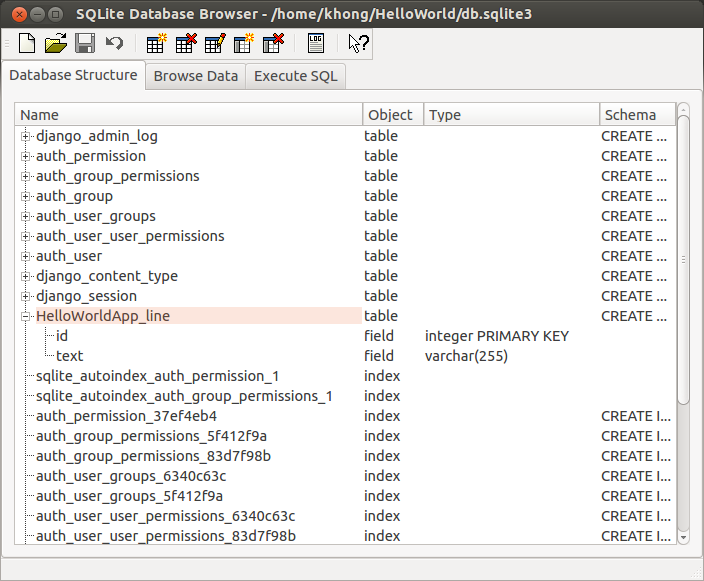 SQLite Database Browser - /home/khong/HelloWorld/db.sqlite3
LOG ?
Database Structure Browse Data Execute SQL
Name Object Type Schema
django_admin_log table CREATE ...
auth_permission table CREATE ...
auth_group_permissions table CREATE ...
auth_group table CREATE ...
auth_user_groups table CREATE ...
auth_user_user_permissions table CREATE ...
auth_user table CREATE ...
django_content_type table CREATE ...
django_session table CREATE ...
HelloWorldApp_line table CREATE ...
id field integer PRIMARY KEY
text field varchar(255)
sqlite_autoindex_auth_permission_1 index
sqlite_autoindex_auth_group_permissions_1 index
auth_permission_37ef4eb4 index CREATE I...
auth_group_permissions_5f412f9a index CREATE I...
auth_group_permissions_83d7f98b index CREATE I...
auth_user_groups_6340c63c index CREATE I...
auth_user_groups_5f412f9a index CREATE I...
auth_user_user_permissions_6340c63c index CREATE I...
auth_user_user_permissions_83d7f98b index CREATE I...